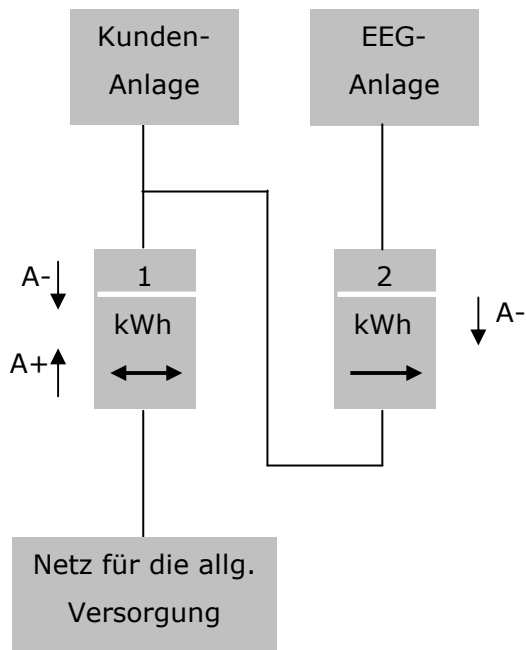 Kunden-
Anlage
EEG-
Anlage
A-
1
kWh
A+
2
kWh
A-
Netz für die allg.
Versorgung